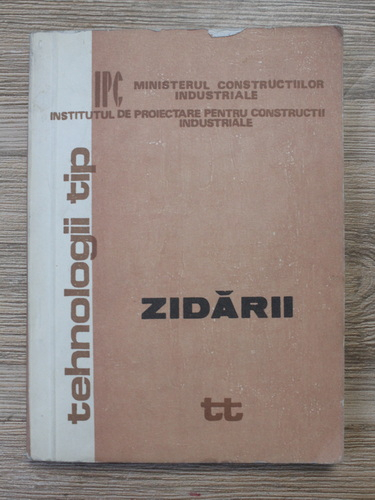 IPC MINISTERUL CONSTRUCTIILOR
INDUSTRIALE
INSTITUTUL DE PROIECTARE PENTRU CONSTRUCTII
INDUSTRIALE
tehnologii tip
ZIDĂRII
tt